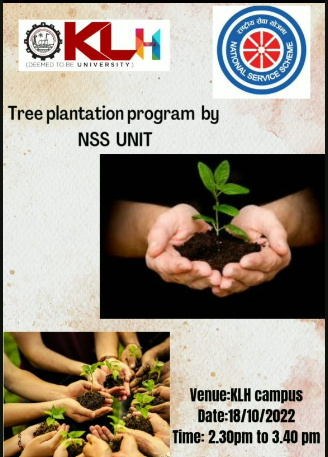 KLH
(DEEMED TO BE UNIVERSITY)
राष्ट्रीय सेवा योजना
NATIONAL SERVICE SCHEME
Tree plantation program by
NSS UNIT
Venue:KLH campus
Date:18/10/2022
Time: 2.30pm to 3.40 pm